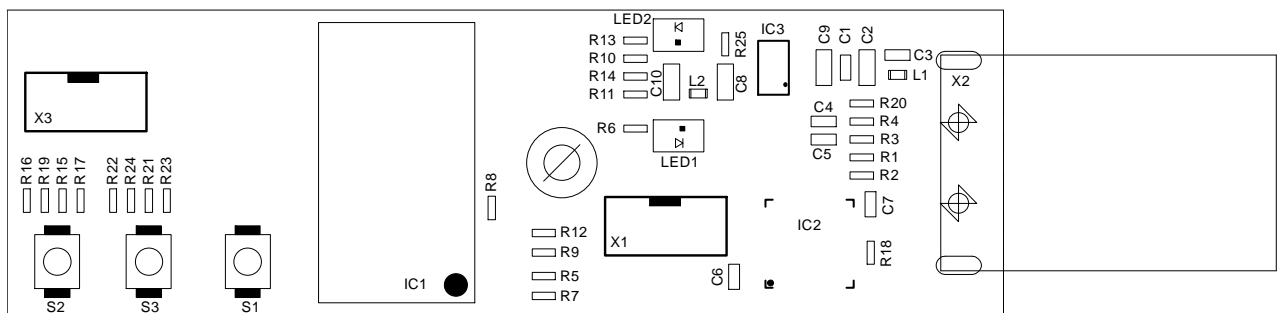 LED2
IC3
R13
R10
R14
R11
R6
C10
L2
C8
R25
C9
C1
C2
C3
L1
X2
LED1
C4
C5
R20
R4
R3
R1
R2
X3
R16
R19
R15
R17
R22
R24
R21
R23
R8
R12
R9
R5
R7
X1
IC2
C7
R18
C6
IC1
S2
S3
S1